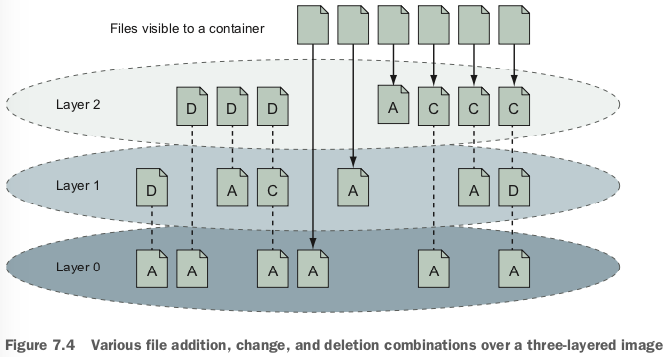 Files visible to a container
Layer 2
D D D A C C C
Layer 1
D A C A A D
Layer 0
A A A A A A
Figure 7.4 Various file addition, change, and deletion combinations over a three-layered image